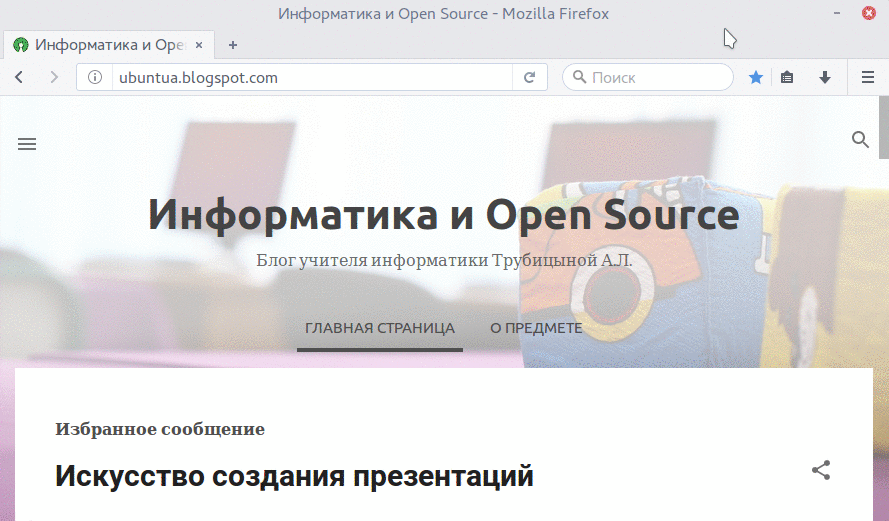 Информатика и Open Source - Mozilla Firefox
Информатика и Ope
ubuntua.blogspot.com
Поиск
Информатика и Open Source
Блог учителя информатики Трубицыной А.Л.
ГЛАВНАЯ СТРАНИЦА
О ПРЕДМЕТЕ
Избранное сообщение
Искусство создания презентаций